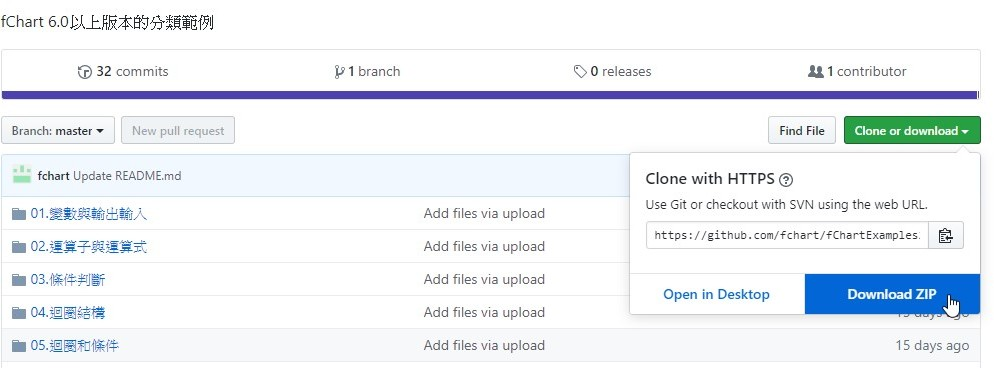 fChart 6.0以上版本的分類範例
32 commits 1 branch 0 releases 1 contributor
Branch: master New pull request Find File Clone or download
fchart Update README.md
Clone with HTTPS
Use Git or checkout with SVN using the web URL.
https://github.com/fchart/fChartExamples
Open in Desktop Download ZIP
01.變數與輸出輸入 Add files via upload
02.運算子與運算式 Add files via upload
03.條件判斷 Add files via upload
04.迴圈結構 Add files via upload 15 days ago
05.迴圈和條件 Add files via upload 15 days ago